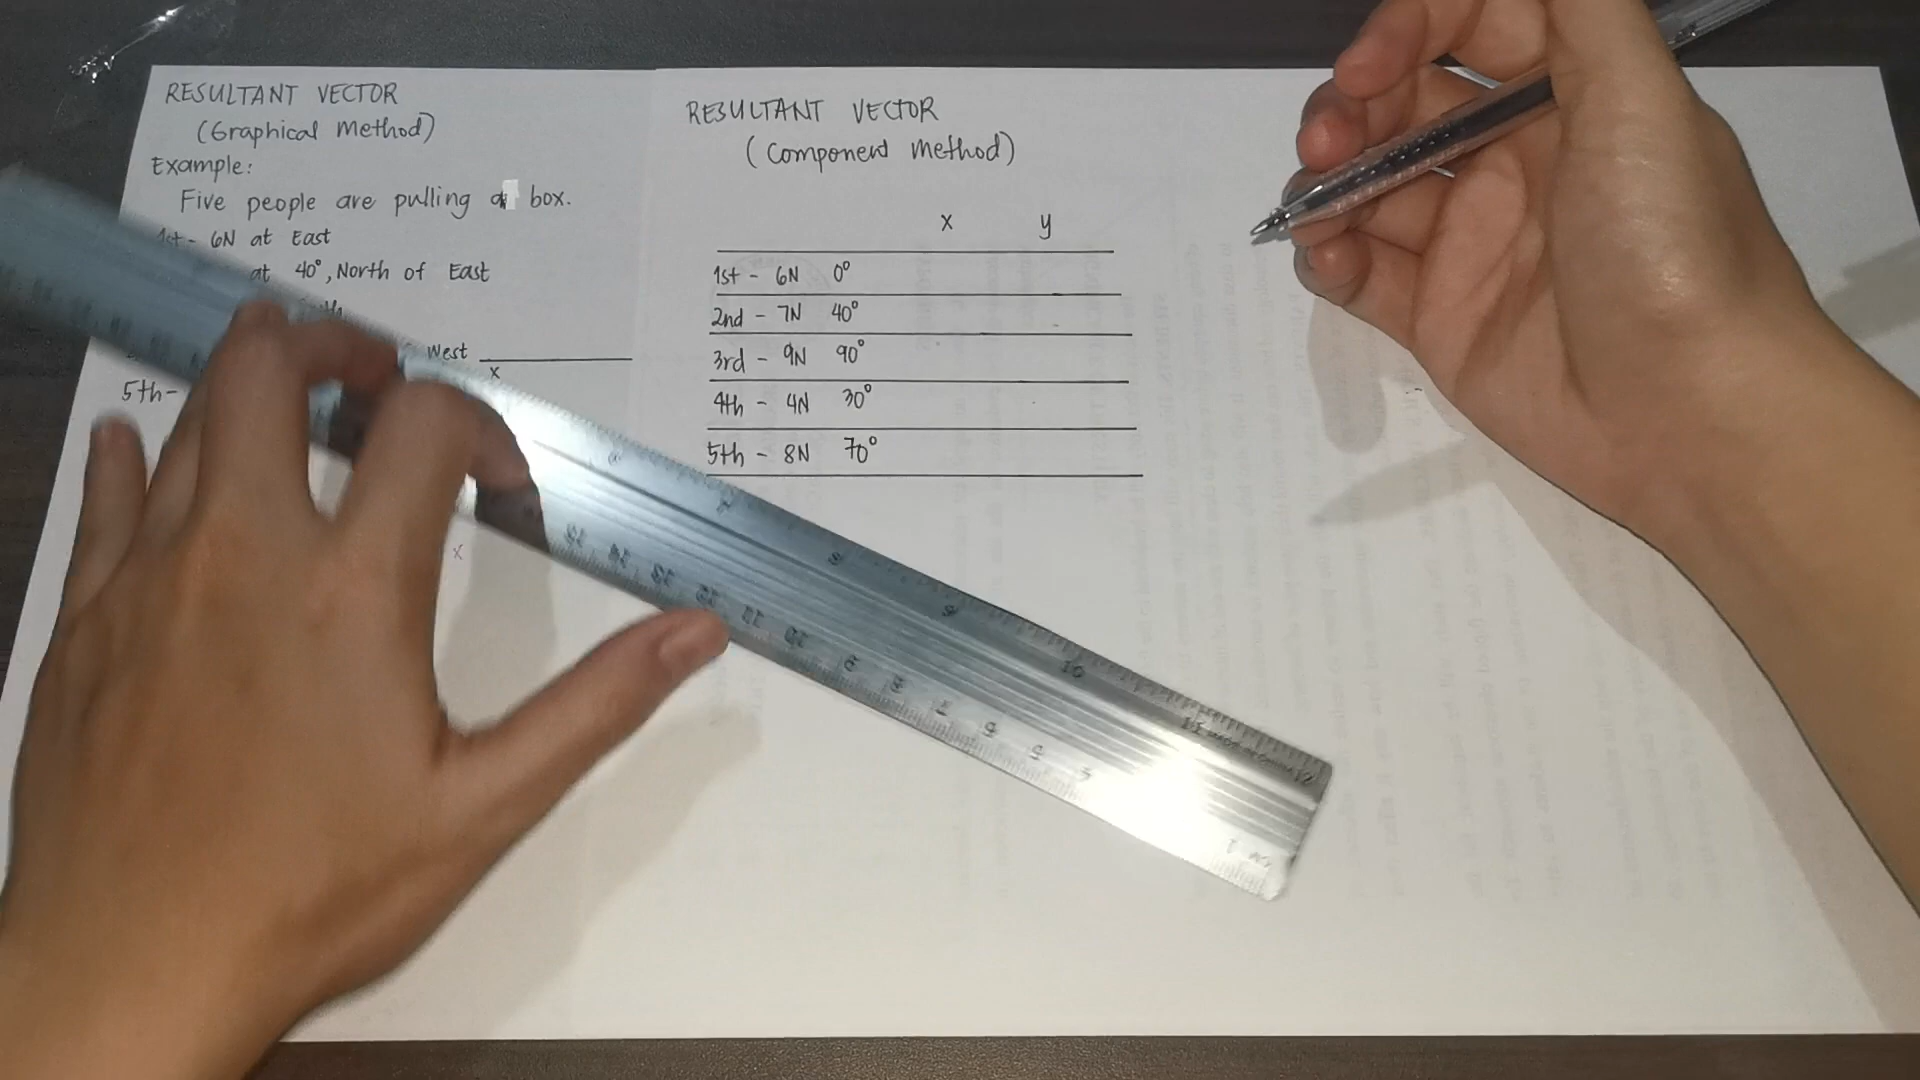 RESULTANT VECTOR
(Graphical Method)
Example:
Five people are pulling a box.
1st - 6N at East
at 40°, North of East
West
x
5th-
x
RESULTANT VECTOR
(Component Method)
x y
1st - 6N 0°
2nd - 7N 40°
3rd - 9N 90°
4th - 4N 30°
5th - 8N 70°